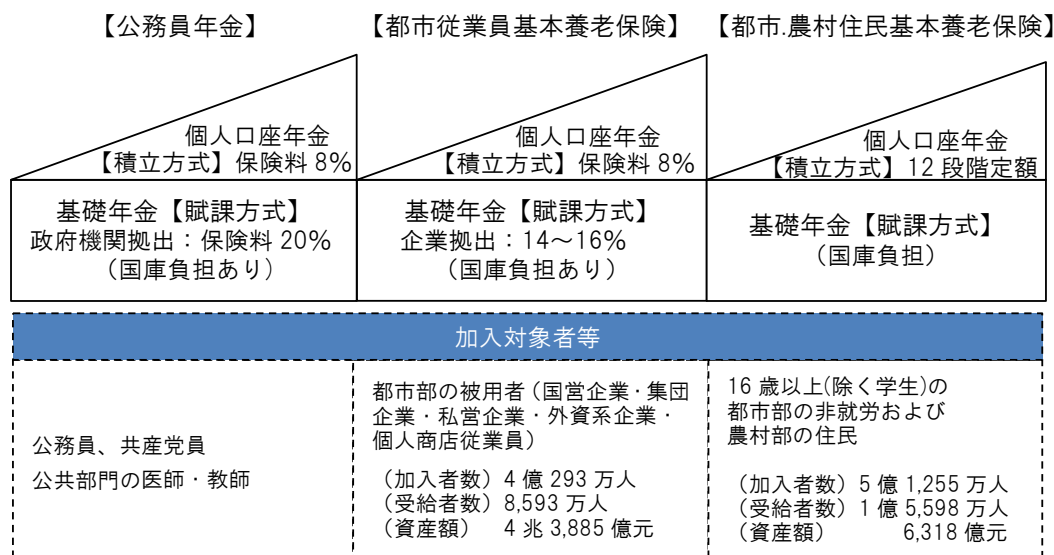 【公務員年金】
【都市従業員基本養老保険】
【都市.農村住民基本養老保険】
個人口座年金
【積立方式】保険料 8%
個人口座年金
【積立方式】保険料 8%
個人口座年金
【積立方式】12 段階定額
基礎年金【賦課方式】
政府機関拠出：保険料 20%
（国庫負担あり）
基礎年金【賦課方式】
企業拠出：14～16%
（国庫負担あり）
基礎年金【賦課方式】
（国庫負担）
加入対象者等
公務員、共産党員
公共部門の医師・教師
都市部の被用者（国営企業・集団
企業・私営企業・外資系企業・
個人商店従業員）
（加入者数）4 億 293 万人
（受給者数）8,593 万人
（資産額） 4 兆 3,885 億元
16 歳以上(除く学生)の
都市部の非就労および
農村部の住民
（加入者数）5 億 1,255 万人
（受給者数）1 億 5,598 万人
（資産額） 6,318 億元